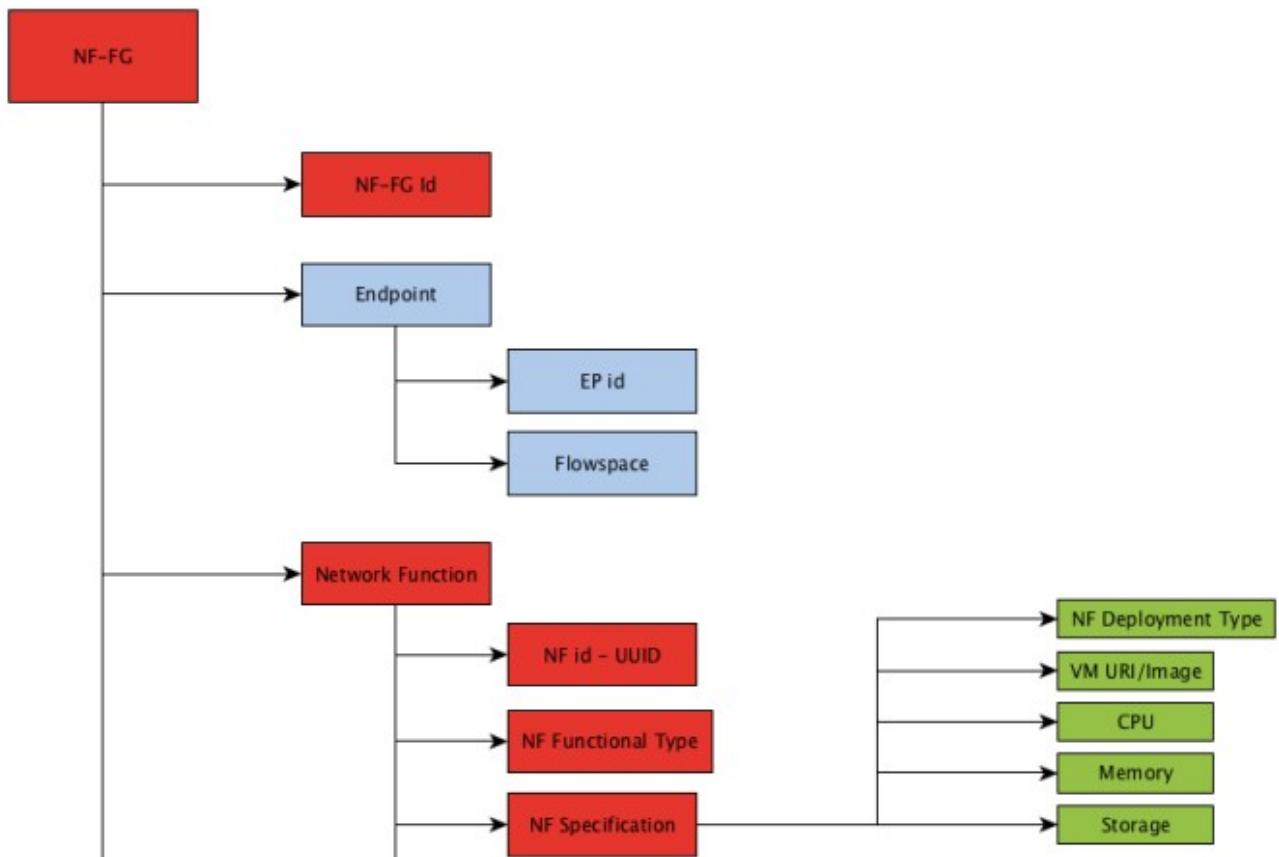 NF-FG
NF-FG Id
Endpoint
EP id
Flowspace
Network Function
NF id - UUID
NF Functional Type
NF Specification
NF Deployment Type
VM URI/Image
CPU
Memory
Storage